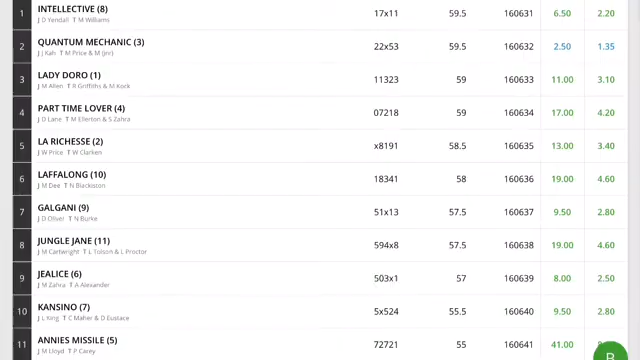 1 INTELLECTIVE (8) 17x11 59.5 160631 6.50 2.20
J D Yendall T T M Williams
2 QUANTUM MECHANIC (3) 22x53 59.5 160632 2.50 1.35
J J Kah T M Price & M (jnr)
3 LADY DORO (1) 11323 59 160633 11.00 3.10
J M Allen T R Griffiths & M Kock
4 PART TIME LOVER (4) 07218 59 160634 17.00 4.20
J D Lane T M Ellerton & S Zahra
5 LA RICHESSE (2) x8191 58.5 160635 13.00 3.40
J W Price T W Clarken
6 LAFFALONG (10) 18341 58 160636 19.00 4.60
J M Dee T N Blackiston
7 GALGANI (9) 51x13 57.5 160637 9.50 2.80
J D Oliver T N Burke
8 JUNGLE JANE (11) 594x8 57.5 160638 19.00 4.60
J M Cartwright T L Tolson & L Proctor
9 JEALICE (6) 503x1 57 160639 8.00 2.50
J M Zahra T A Alexander
10 KANSINO (7) 5x524 55.5 160640 9.50 2.80
J L King T C Maher & D Eustace
11 ANNIES MISSILE (5) 72721 55 160641 41.00
J M Lloyd T P Carey
B